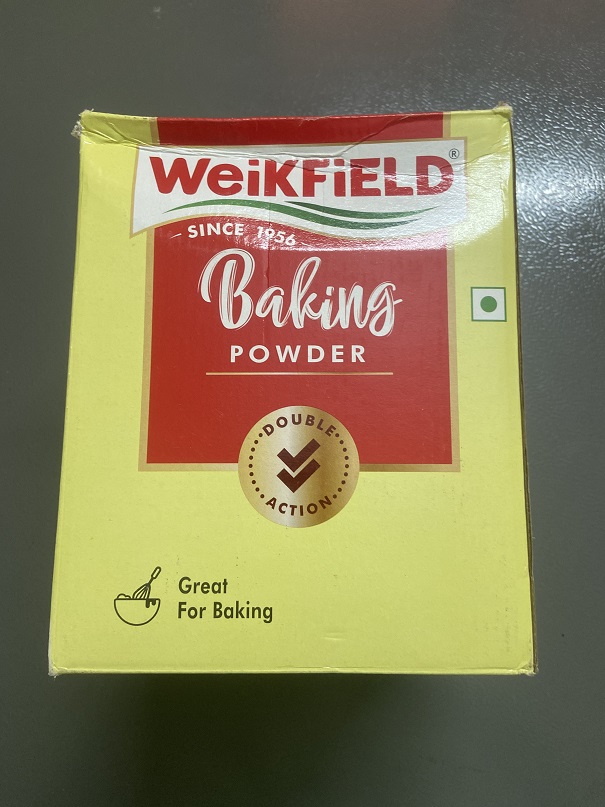 WeiKFiELD®
SINCE 1956
Baking
POWDER
DOUBLE
ACTION
Great
For Baking